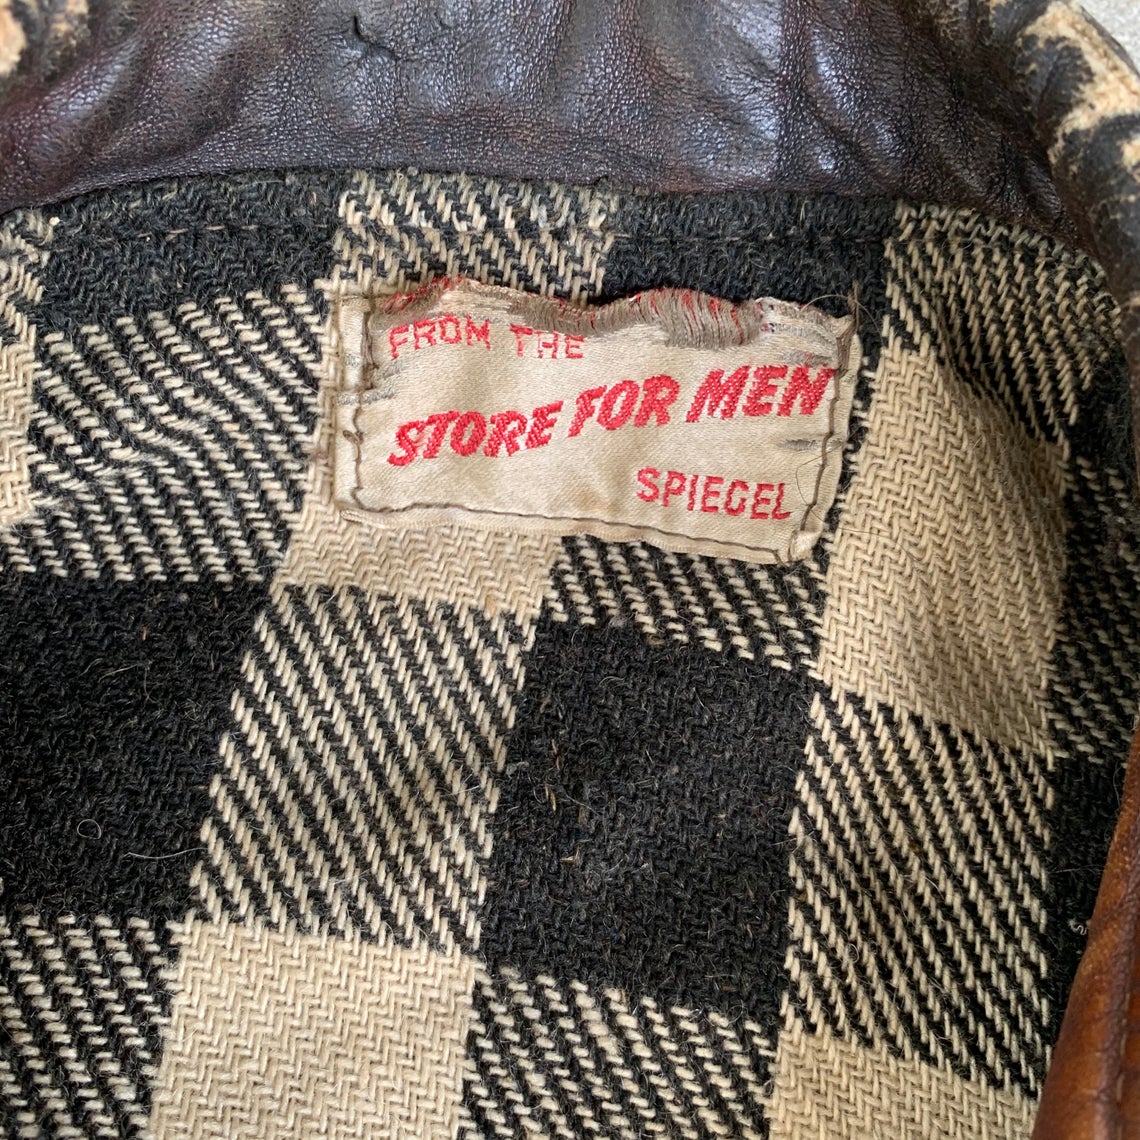 FROM THE
STORE FOR MEN
SPIEGEL